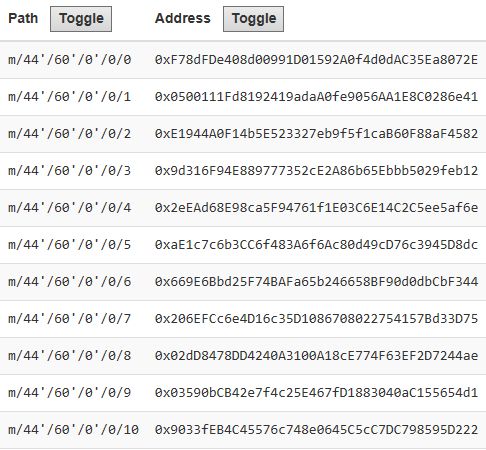 Path Toggle Address Toggle
m/44'/60'/0'/0/0 0xF78dFDe408d00991D01592A0f4d0dAC35Ea8072E
m/44'/60'/0'/0/1 0x0500111Fd8192419adaA0fe9056AA1E8C0286e41
m/44'/60'/0'/0/2 0xE1944A0F14b5E523327eb9f5f1caB60F88aF4582
m/44'/60'/0'/0/3 0x9d316F94E889777352cE2A86b65Ebbb5029feb12
m/44'/60'/0'/0/4 0x2eEAd68E98ca5F94761f1E03C6E14C2C5ee5af6e
m/44'/60'/0'/0/5 0xaE1c7c6b3CC6f483A6f6Ac80d49cD76c3945D8dc
m/44'/60'/0'/0/6 0x669E6Bbd25F74BAFa65b246658BF90d0dbCbF344
m/44'/60'/0'/0/7 0x206EFCc6e4D16c35D1086708022754157Bd33D75
m/44'/60'/0'/0/8 0x02dD8478DD4240A3100A18cE774F63EF2D7244ae
m/44'/60'/0'/0/9 0x03590bCB42e7f4c25E467fD1883040aC155654d1
m/44'/60'/0'/0/10 0x9033fEB4C45576c748e0645C5cC7DC798595D222